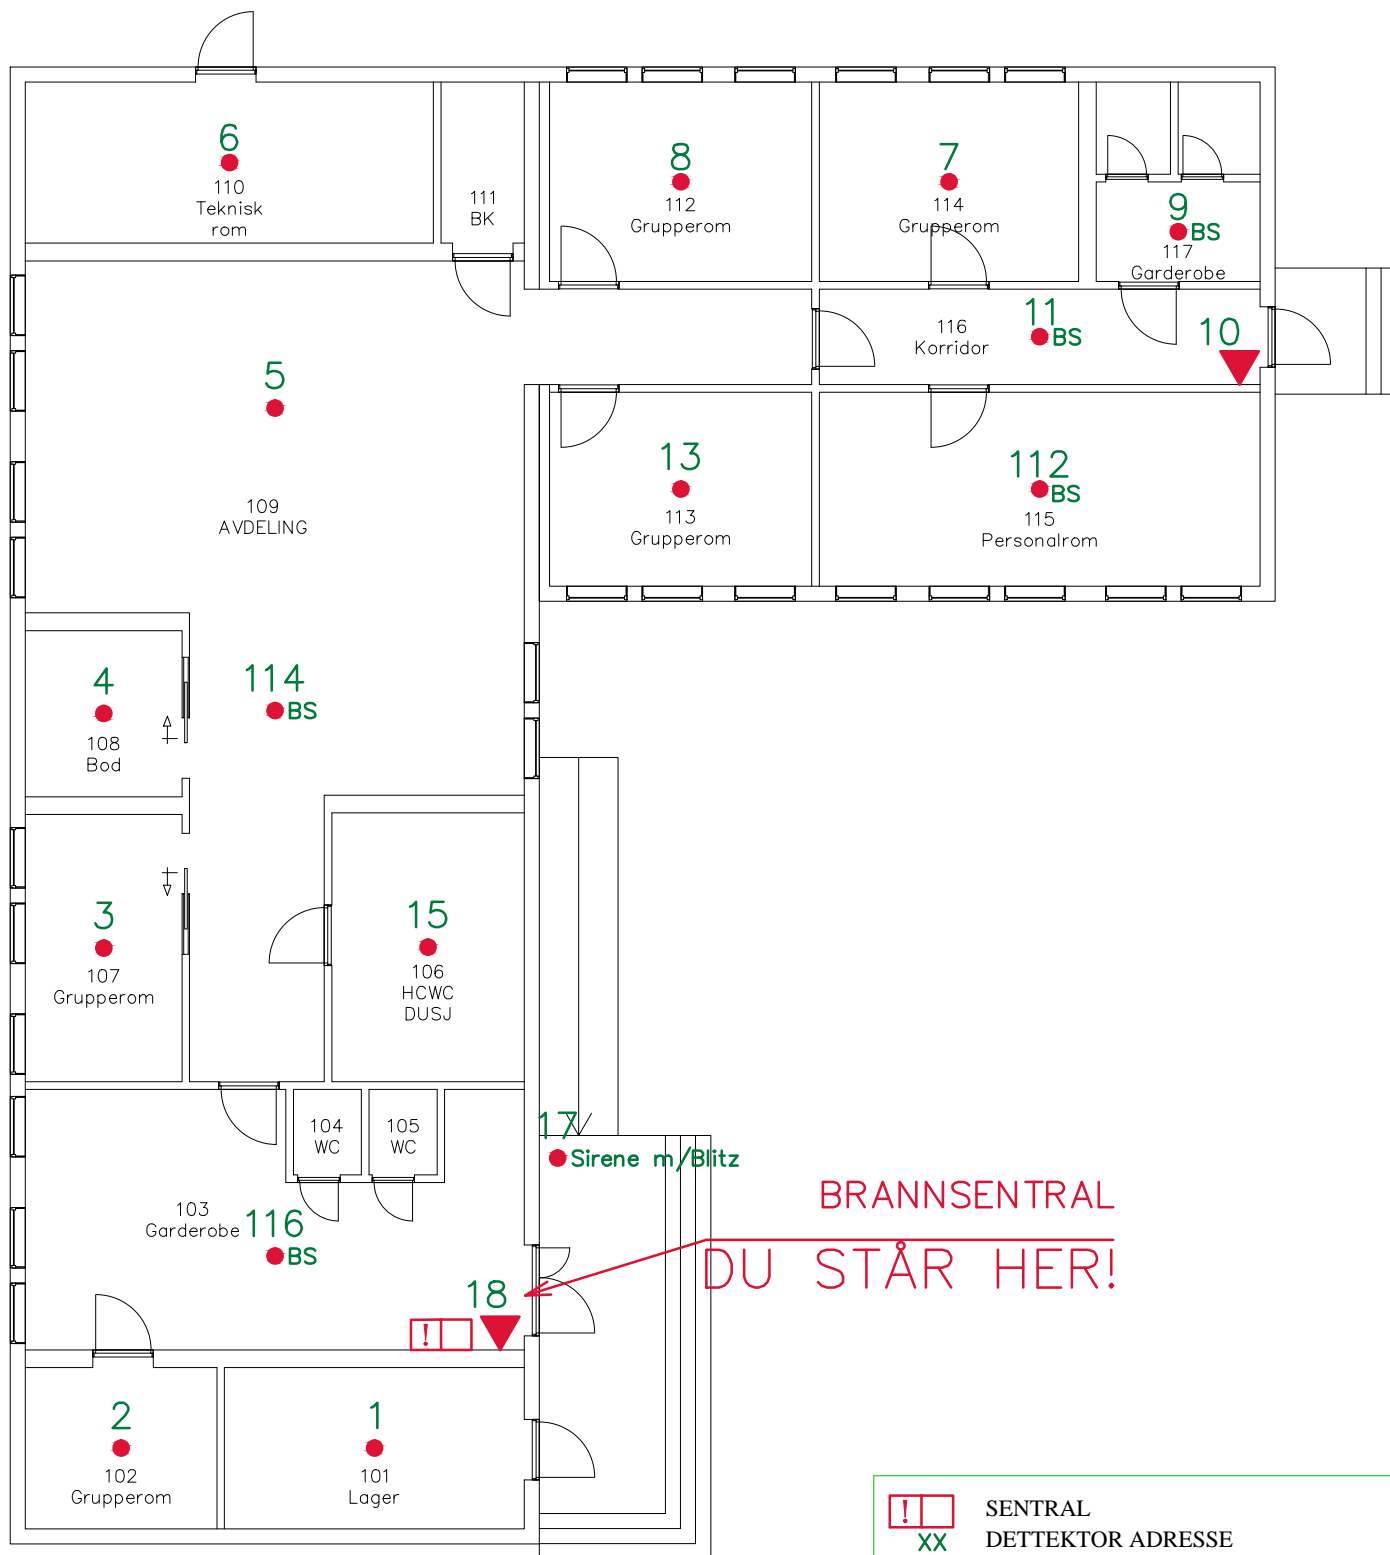 6
110
Teknisk
rom
111
BK
8
112
Grupperom
7
114
Grupperom
9
BS
117
Garderobe
11
BS
116
Korridor
10
5
109
AVDELING
13
113
Grupperom
112
BS
115
Personalrom
4
108
Bod
114
BS
3
107
Grupperom
15
106
HCWC
DUSJ
104
WC
105
WC
17
Sirene m/Blitz
103
Garderobe
116
BS
BRANNSENTRAL
DU STÅR HER!
18
!
2
102
Grupperom
1
101
Lager
! SENTRAL
XX DETTEKTOR ADRESSE